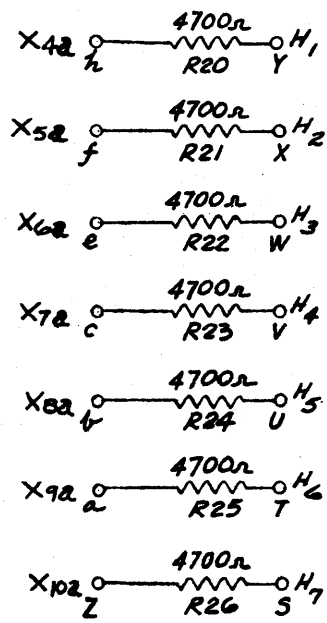 4700Ω
X4a h R20 Y H1
4700Ω
X5a f R21 X H2
4700Ω
X6a e R22 W H3
4700Ω
X7a c R23 V H4
4700Ω
X8a b R24 U H5
4700Ω
X9a a R25 T H6
4700Ω
X10a Z R26 S H7